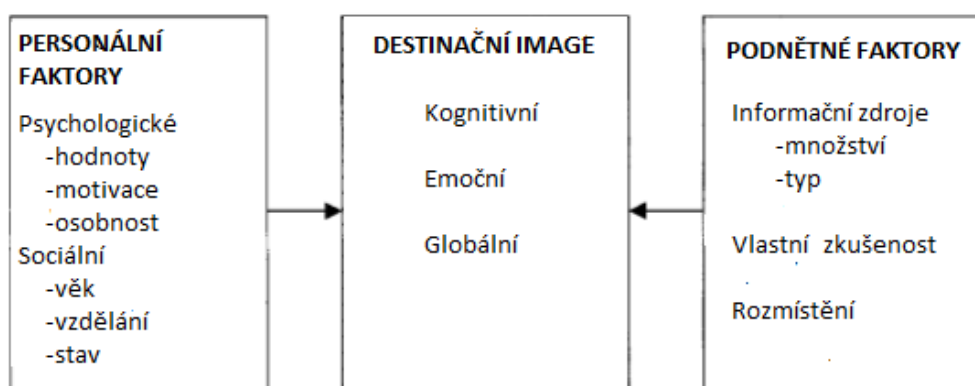 PERSONÁLNÍ
FAKTORY
Psychologické
-hodnoty
-motivace
-osobnost
Sociální
-věk
-vzdělání
-stav
DESTINAČNÍ IMAGE
Kognitivní
Emoční
Globální
PODNĚTNÉ FAKTORY
Informační zdroje
-množství
-typ
Vlastní zkušenost
Rozmístění